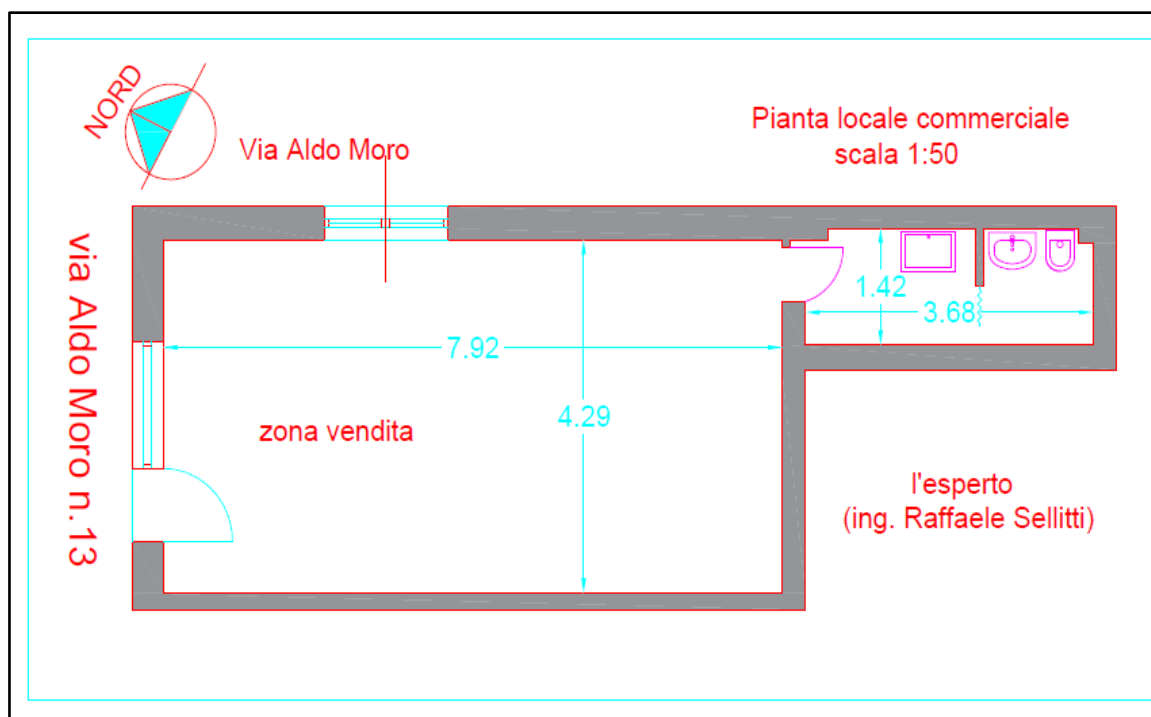 NORD
Via Aldo Moro
Pianta locale commerciale
scala 1:50
via Aldo Moro n.13
1.42
3.68
7.92
4.29
zona vendita
l'esperto
(ing. Raffaele Sellitti)